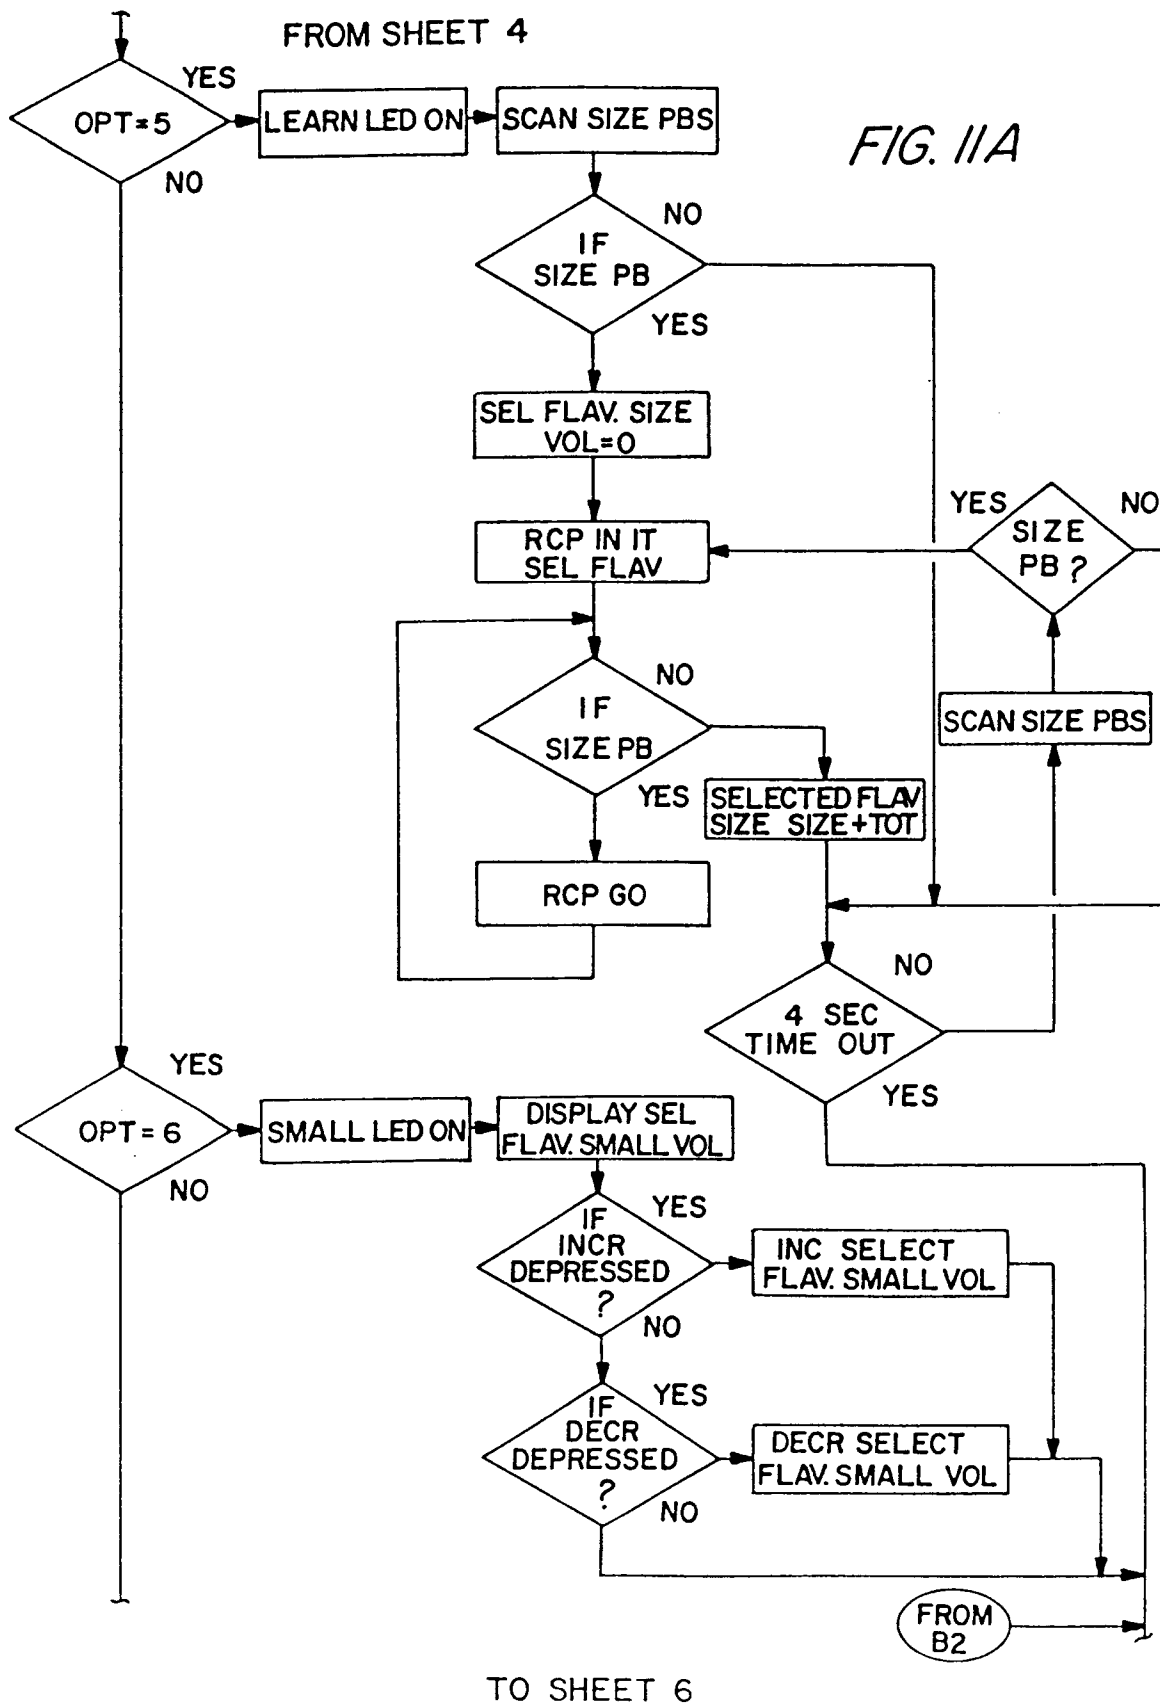 FROM SHEET 4
YES
OPT=5
NO
LEARN LED ON
SCAN SIZE PBS
FIG. 11A
NO
IF
SIZE PB
YES
SEL FLAV. SIZE
VOL=0
RCP IN IT
SEL FLAV
YES
NO
SIZE
PB?
NO
IF
SIZE PB
YES
SCAN SIZE PBS
SELECTED FLAV
SIZE SIZE+TOT
RCP GO
NO
4 SEC
TIME OUT
YES
YES
OPT=6
NO
SMALL LED ON
DISPLAY SEL
FLAV. SMALL VOL
YES
IF
INCR
DEPRESSED
?
NO
INC SELECT
FLAV. SMALL VOL
YES
IF
DECR
DEPRESSED
?
NO
DECR SELECT
FLAV. SMALL VOL
FROM
B2
TO SHEET 6